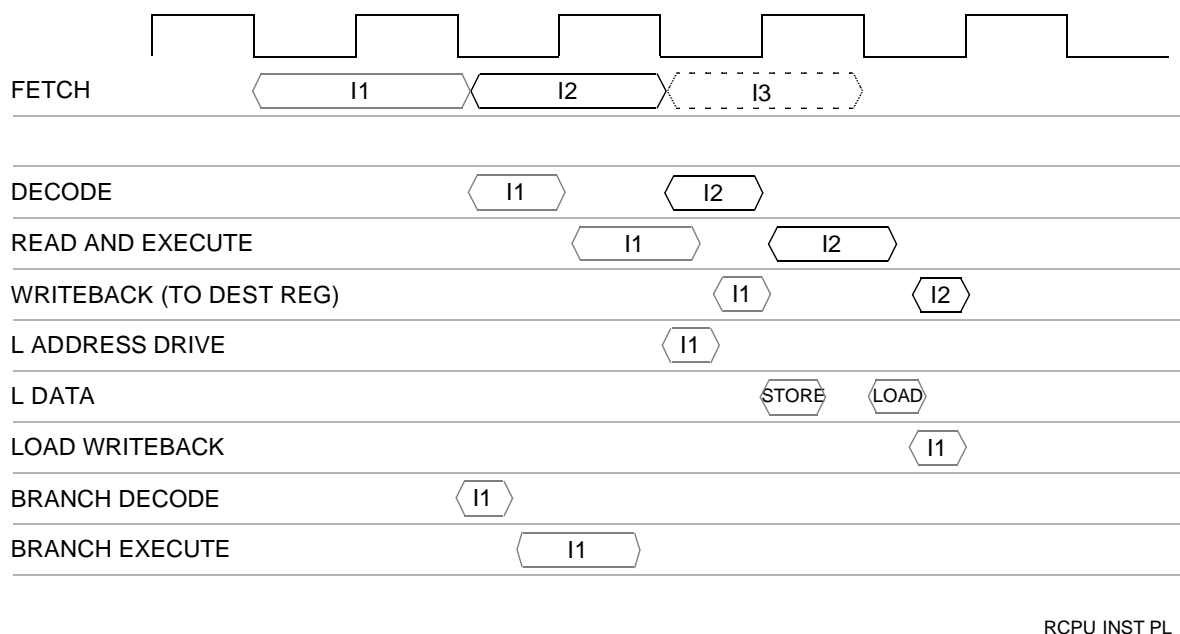 FETCH I1 I2 I3
DECODE I1 I2
READ AND EXECUTE I1 I2
WRITEBACK (TO DEST REG) I1 I2
L ADDRESS DRIVE I1
L DATA STORE LOAD
LOAD WRITEBACK I1
BRANCH DECODE I1
BRANCH EXECUTE I1
RCPU INST PL